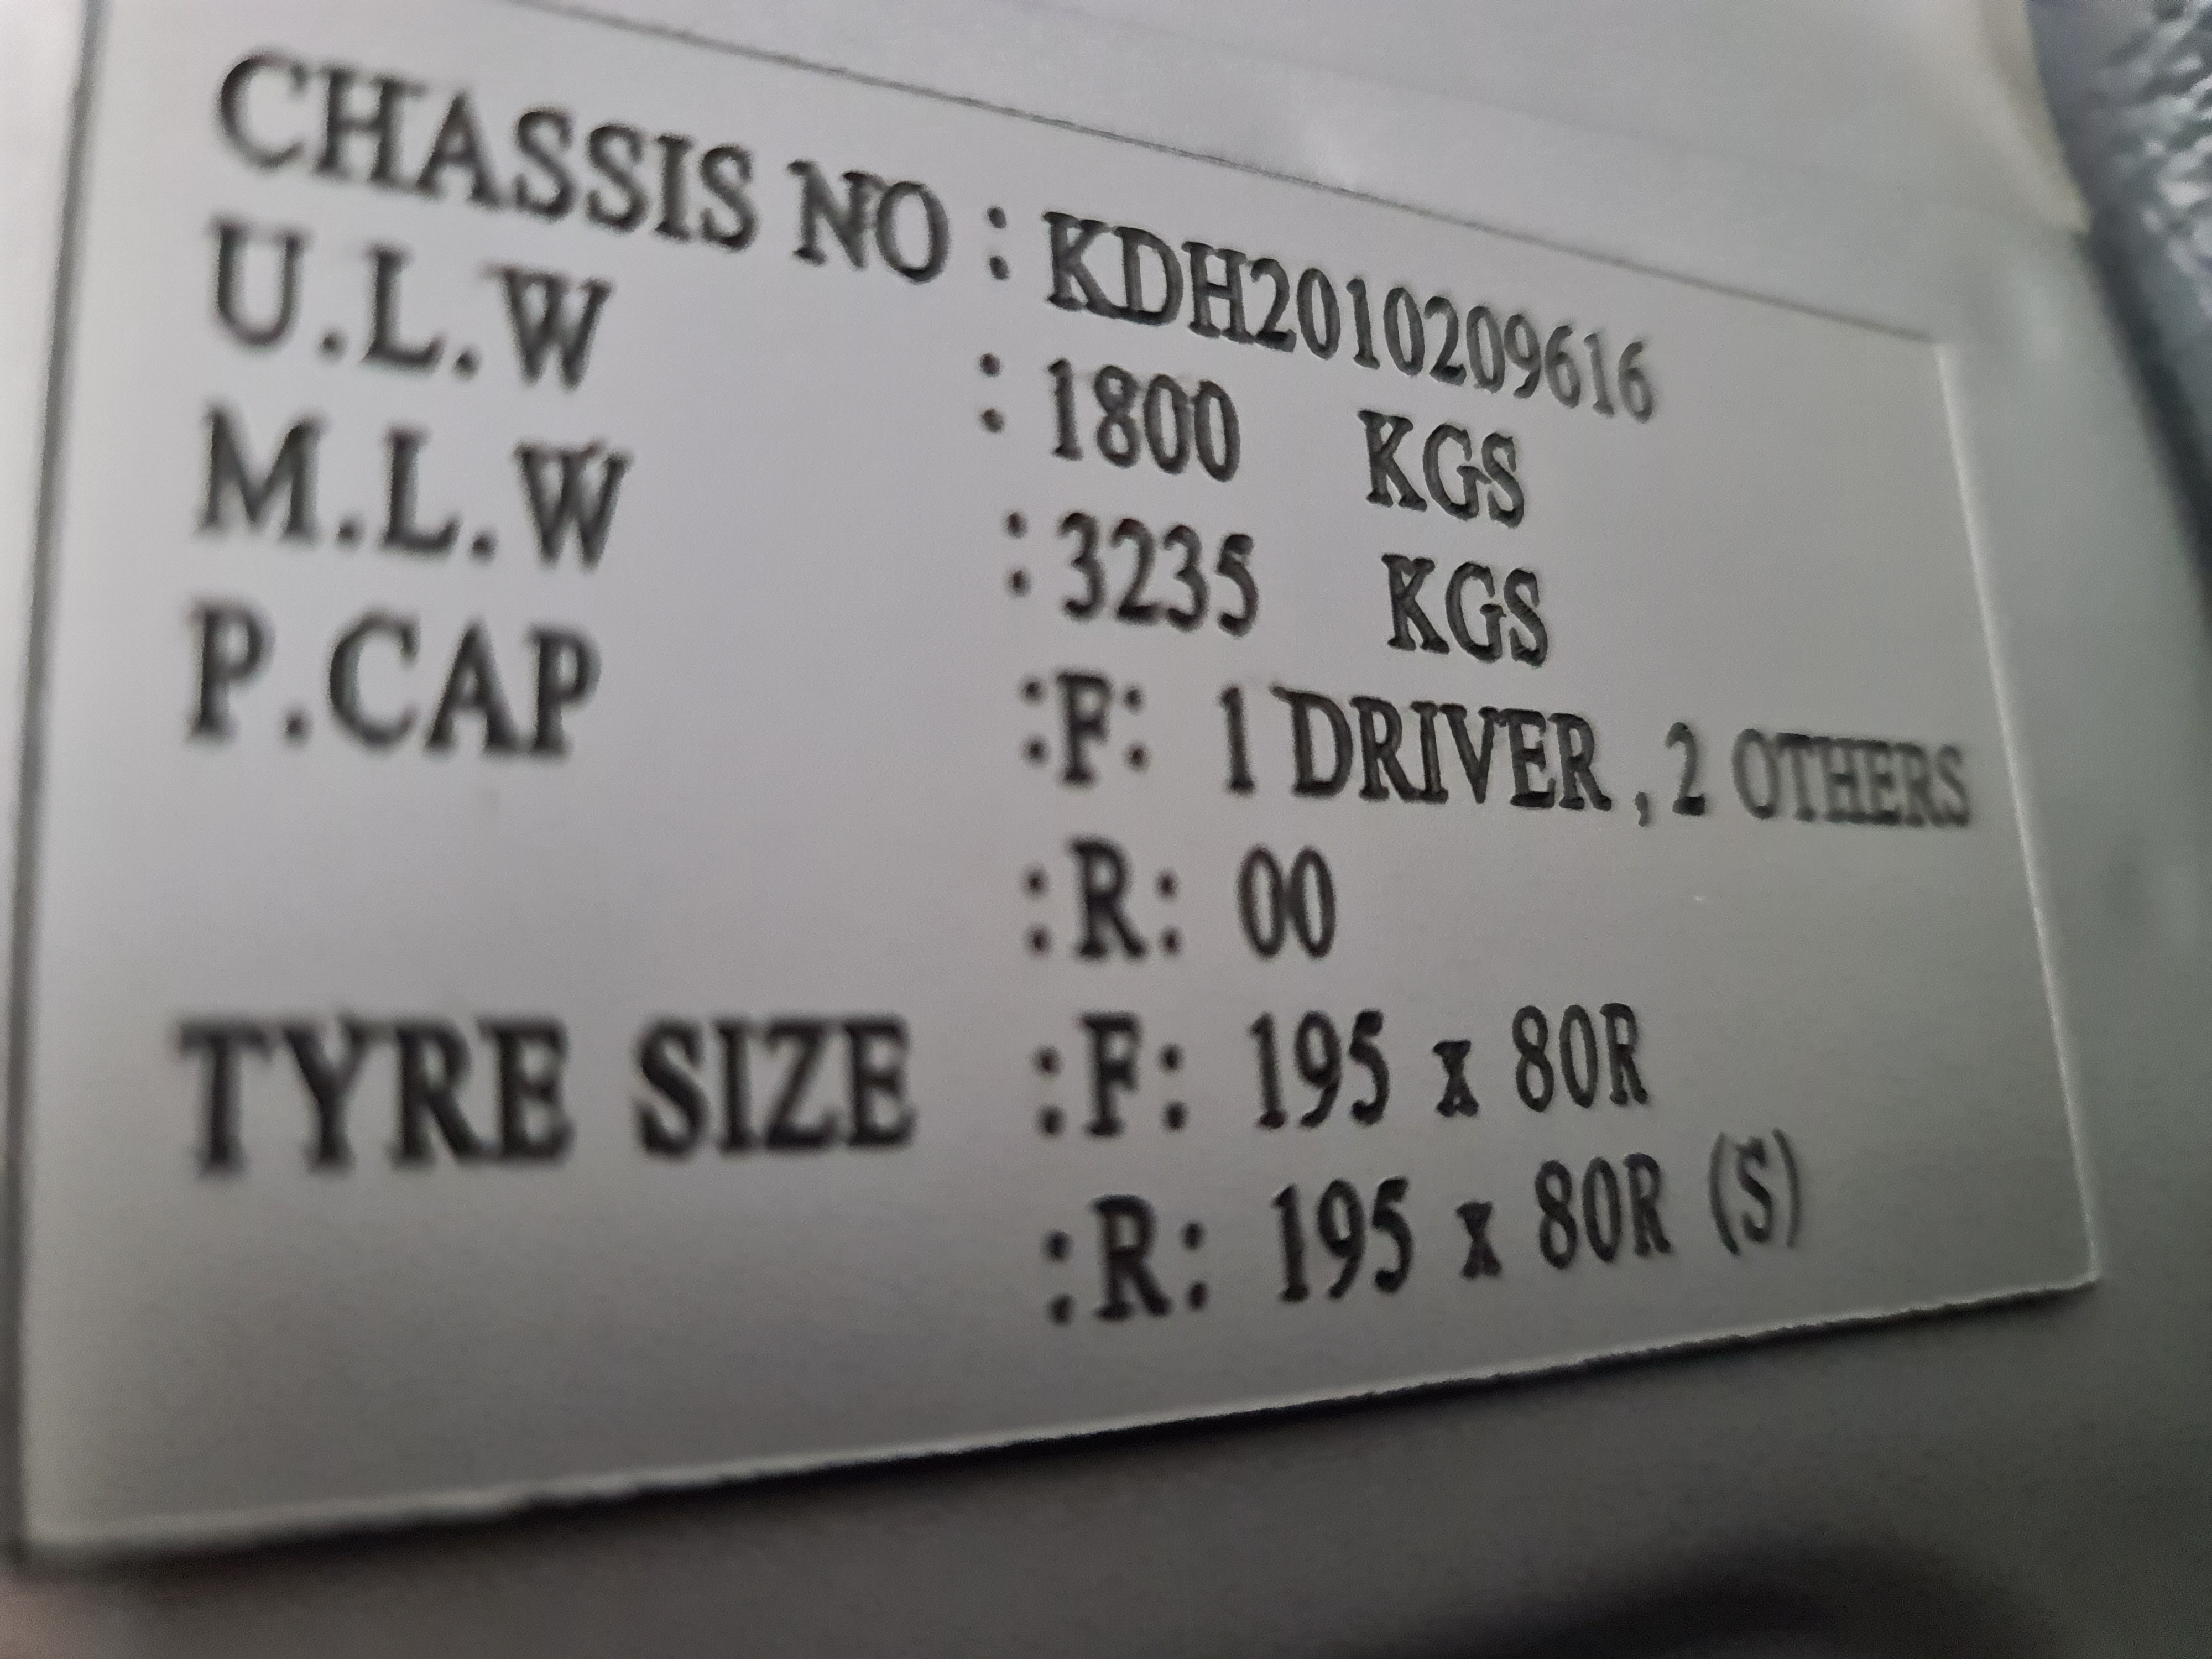 CHASSIS NO : KDH2010209616
U.L.W : 1800 KGS
M.L.W : 3235 KGS
P.CAP :F: 1 DRIVER , 2 OTHERS
:R: 00
TYRE SIZE :F: 195 x 80R
:R: 195 x 80R (S)